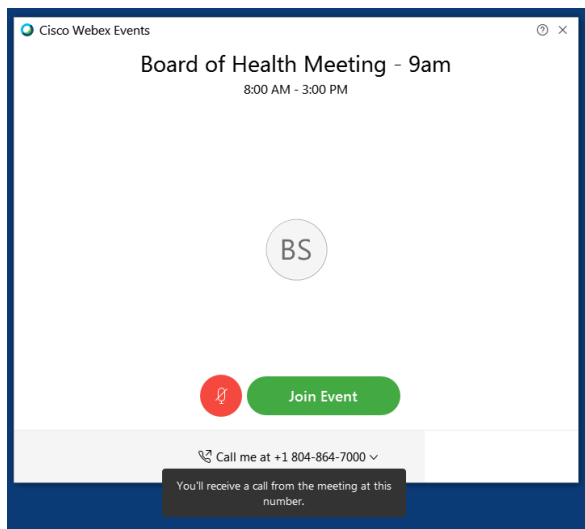 Cisco Webex Events
Board of Health Meeting - 9am
8:00 AM - 3:00 PM
BS
Join Event
Call me at +1 804-864-7000
You'll receive a call from the meeting at this
number.